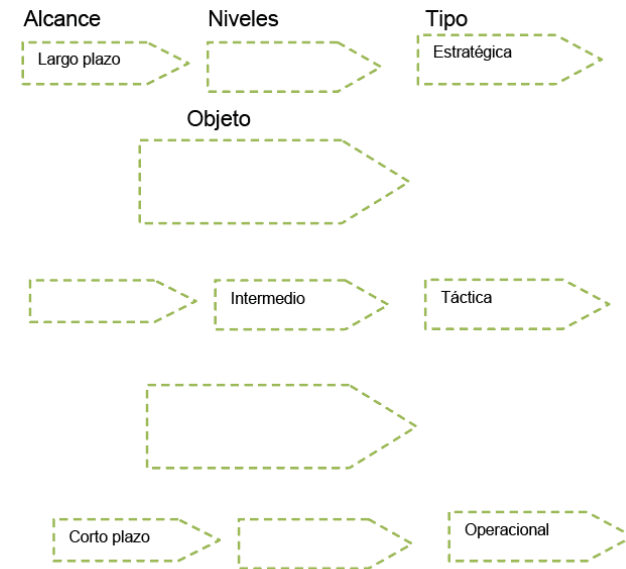 Alcance Niveles Tipo
Largo plazo Estratégica
Objeto
Intermedio Táctica
Corto plazo Operacional